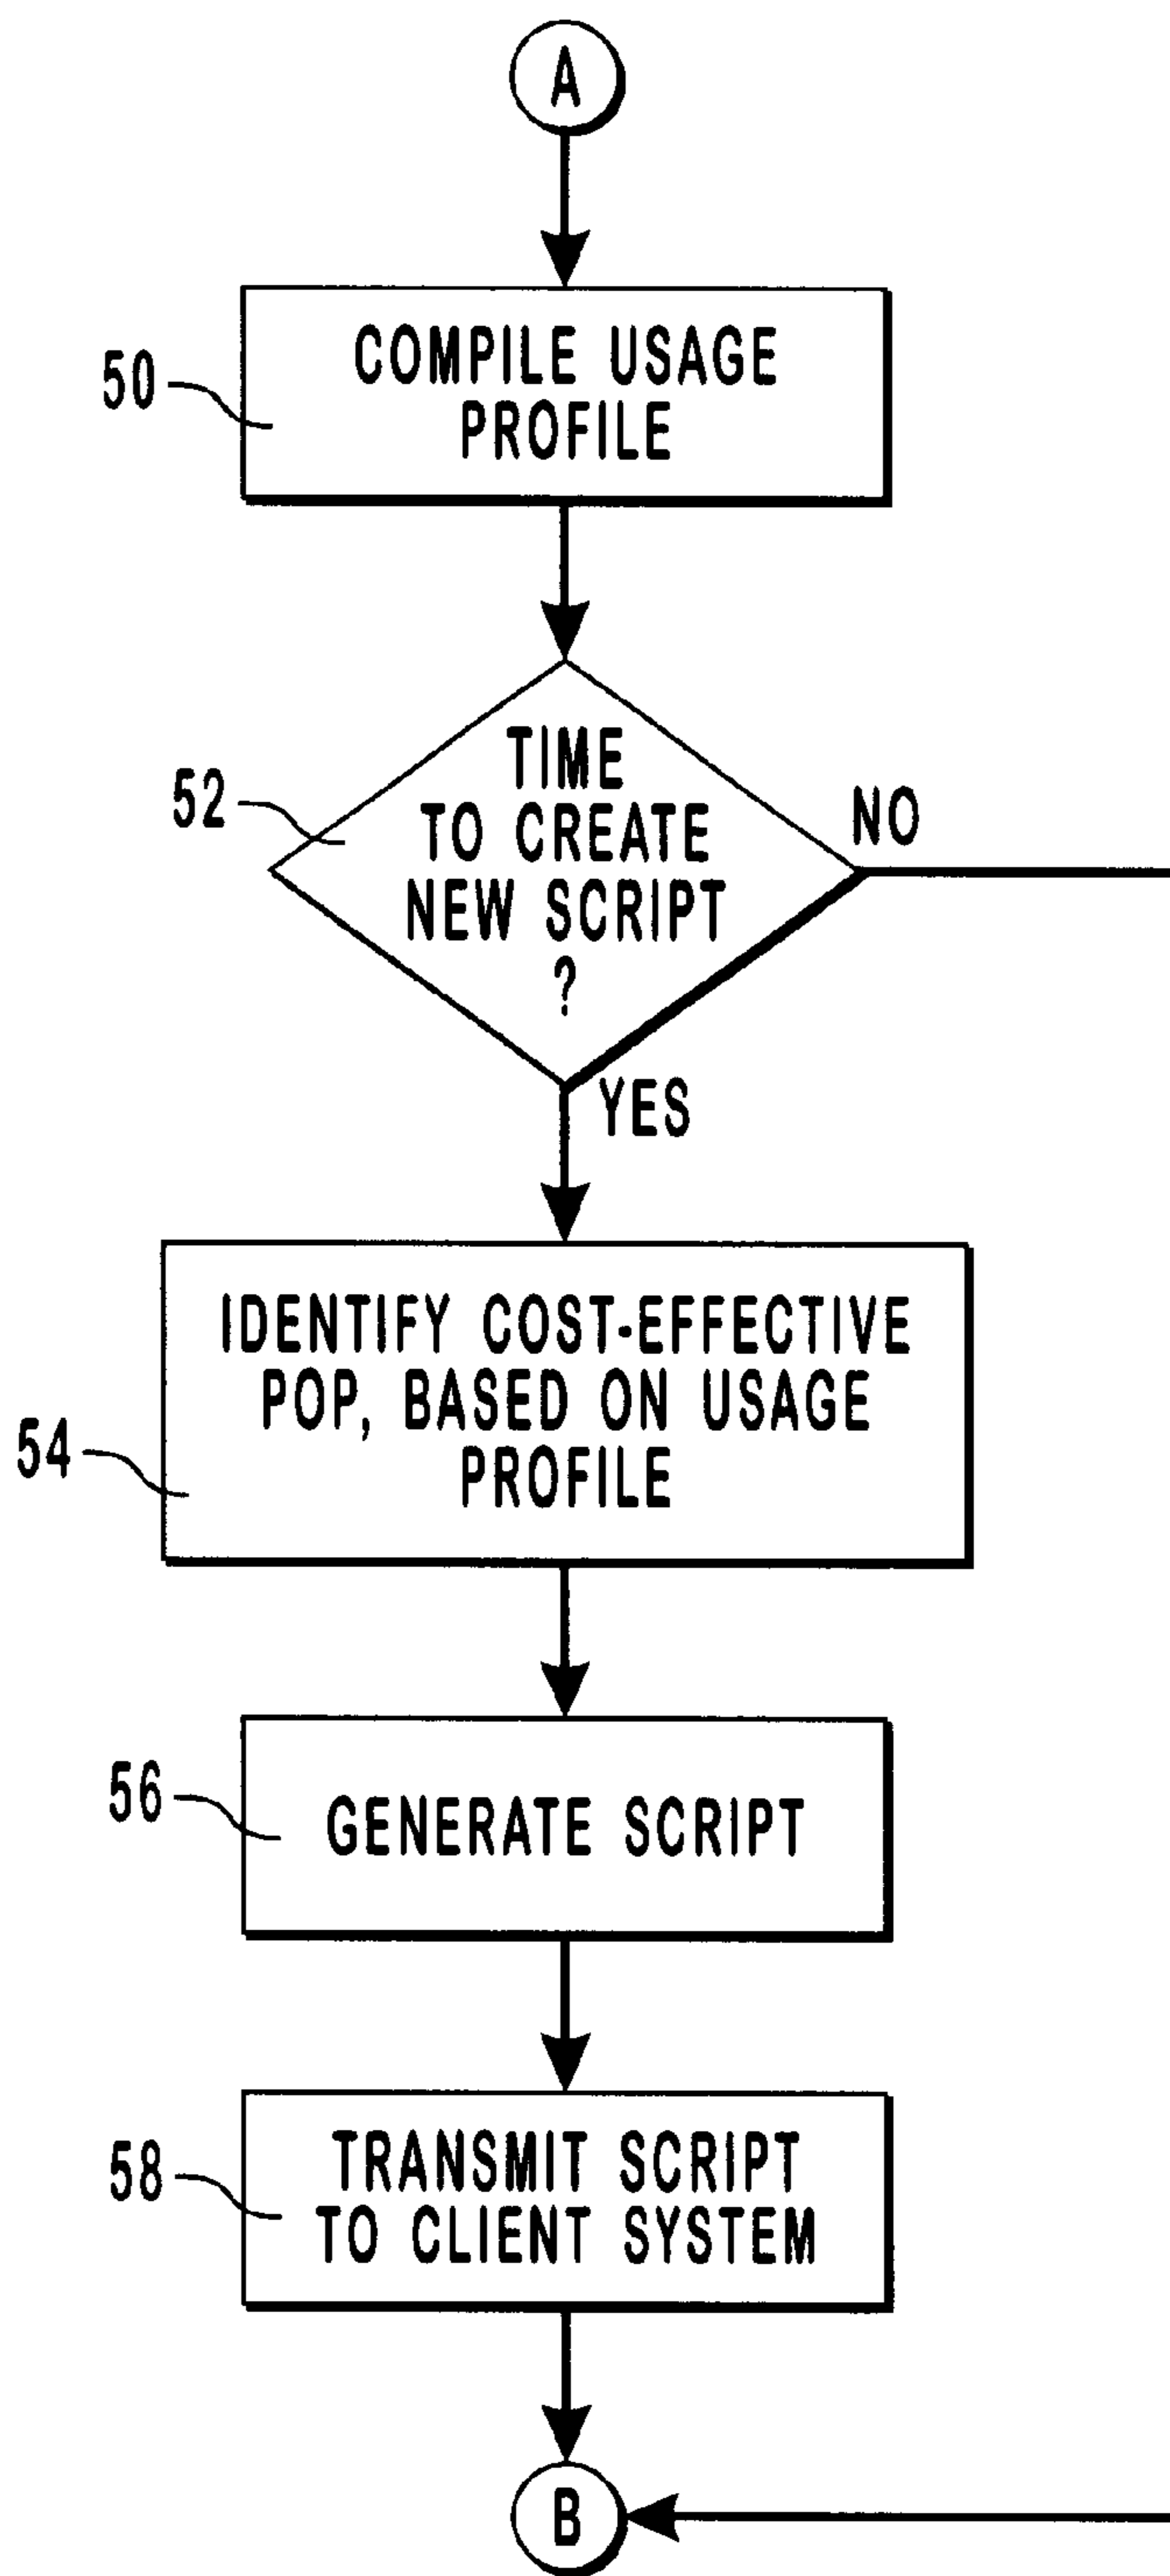 A
50
COMPILE USAGE
PROFILE
52
TIME
TO CREATE
NEW SCRIPT
?
NO
YES
54
IDENTIFY COST-EFFECTIVE
POP, BASED ON USAGE
PROFILE
56
GENERATE SCRIPT
58
TRANSMIT SCRIPT
TO CLIENT SYSTEM
B